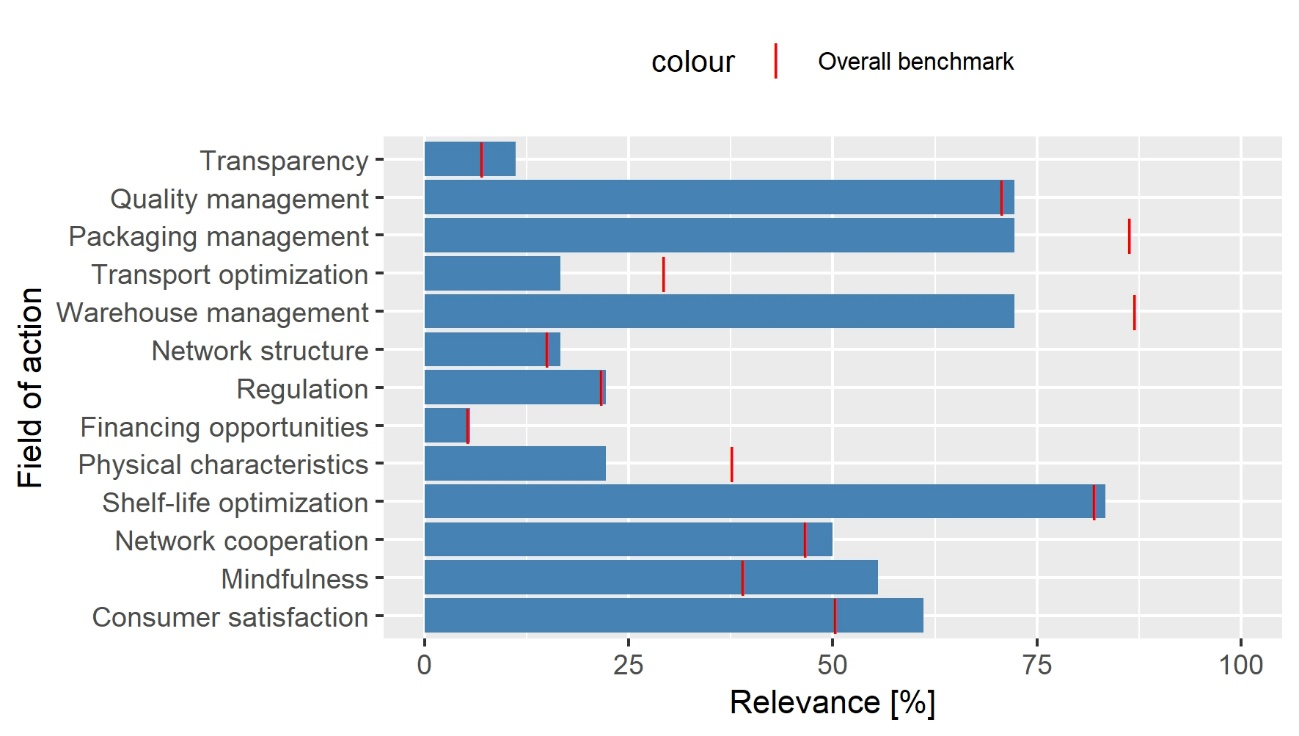 colour Overall benchmark
Field of action
Transparency
Quality management
Packaging management
Transport optimization
Warehouse management
Network structure
Regulation
Financing opportunities
Physical characteristics
Shelf-life optimization
Network cooperation
Mindfulness
Consumer satisfaction
0 25 50 75 100
Relevance [%]